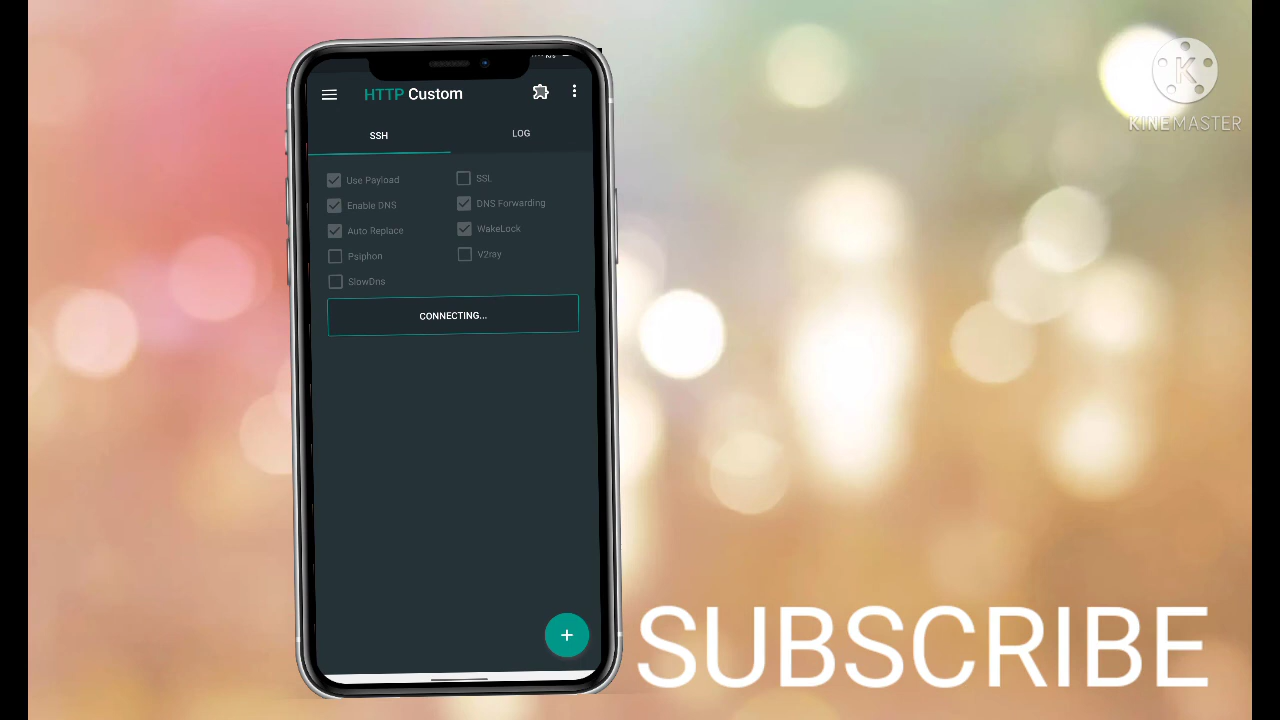 HTTP Custom
SSH
LOG
Use Payload
SSL
Enable DNS
DNS Forwarding
Auto Replace
WakeLock
Psiphon
V2ray
SlowDns
CONNECTING...
+
K
KINEMASTER
SUBSCRIBE